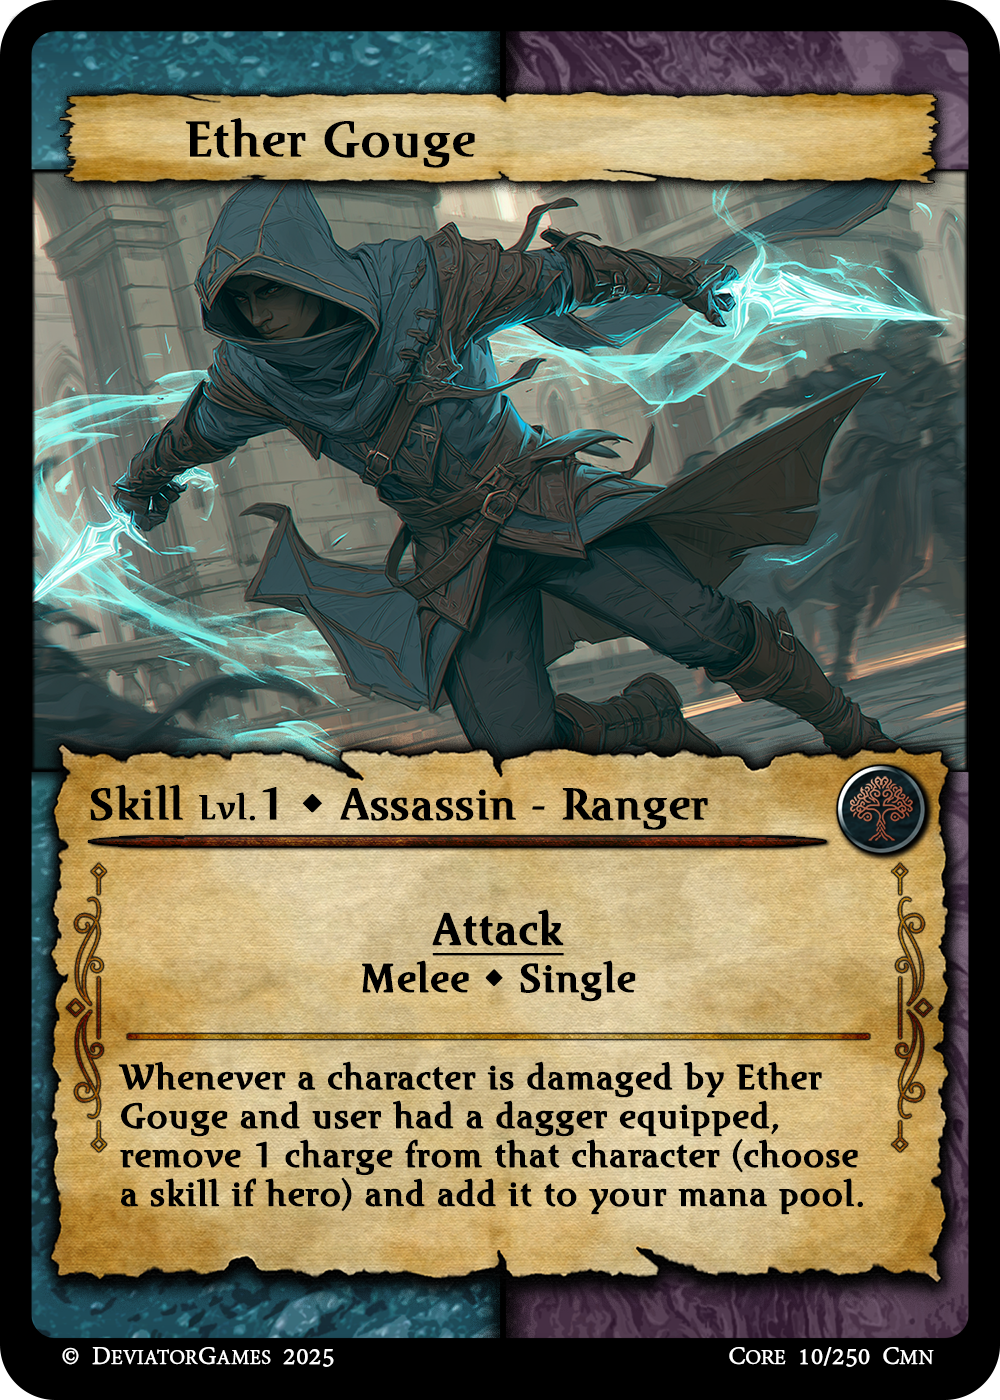 Ether Gouge
Skill Lvl.1 ◆ Assassin - Ranger
Attack
Melee ◆ Single
Whenever a character is damaged by Ether
Gouge and user had a dagger equipped,
remove 1 charge from that character (choose
a skill if hero) and add it to your mana pool.
© DeviatorGames 2025
Core 10/250 Cmn